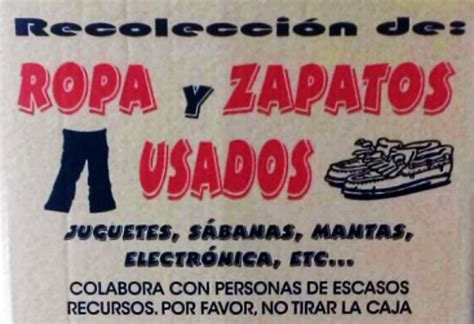 Recolección de:
ROPA Y ZAPATOS
USADOS
JUGUETES, SÁBANAS, MANTAS,
ELECTRÓNICA, ETC...
COLABORA CON PERSONAS DE ESCASOS
RECURSOS. POR FAVOR, NO TIRAR LA CAJA